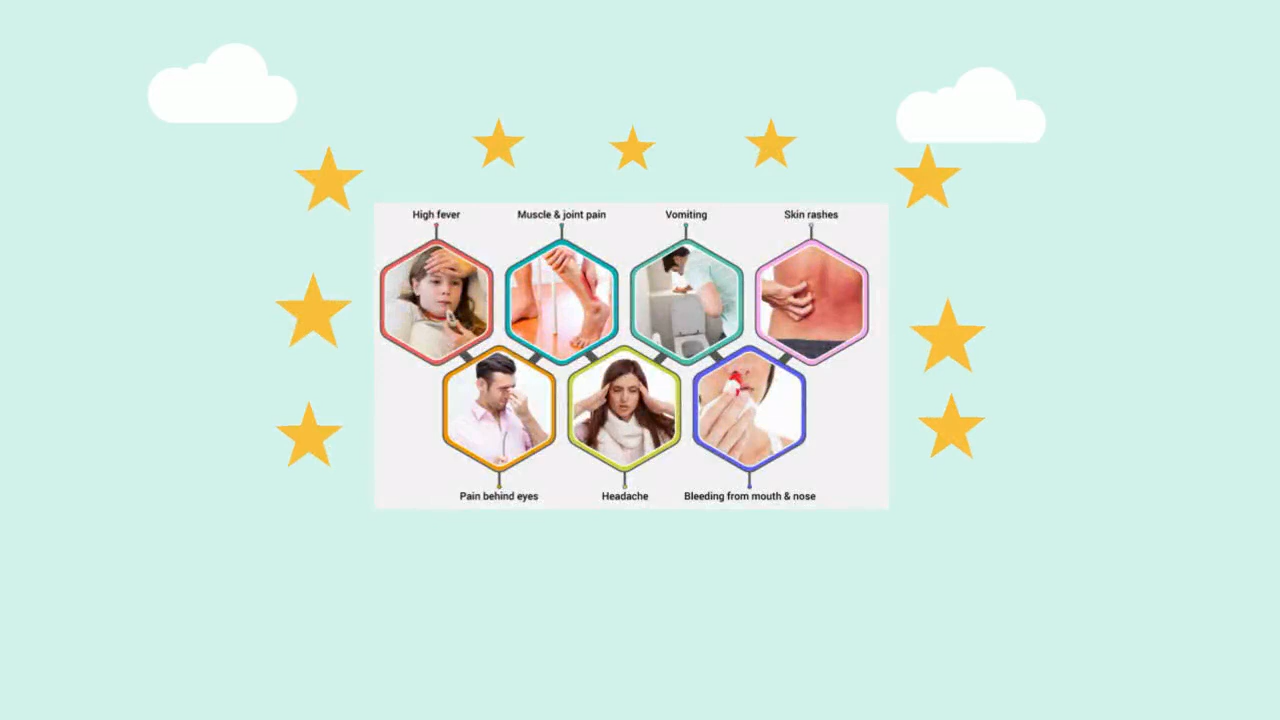 High fever
Muscle & joint pain
Vomiting
Skin rashes
Pain behind eyes
Headache
Bleeding from mouth & nose